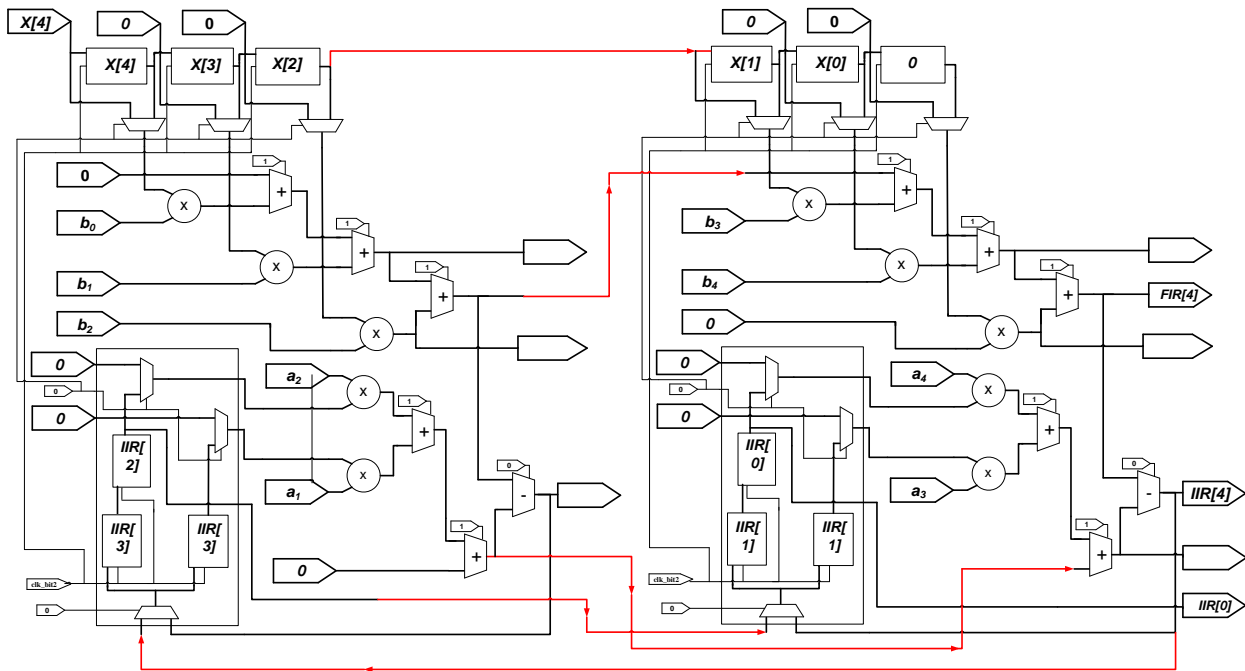 X[4]
0
0
0
0
X[4]
X[3]
X[2]
X[1]
X[0]
0
0
1
b₀
1
b₁
1
b₂
+
+
+
x
x
x
1
b₃
1
b₄
1
0
+
+
+
x
x
x
FIR[4]
0
0
0
a₂
a₁
x
x
1
+
IIR[
2]
IIR[
3]
IIR[
3]
0
-
1
+
0
clk_bit2
0
0
0
0
a₄
a₃
x
x
1
+
IIR[
0]
IIR[
1]
IIR[
1]
0
-
IIR[4]
1
+
clk_bit2
0
IIR[0]